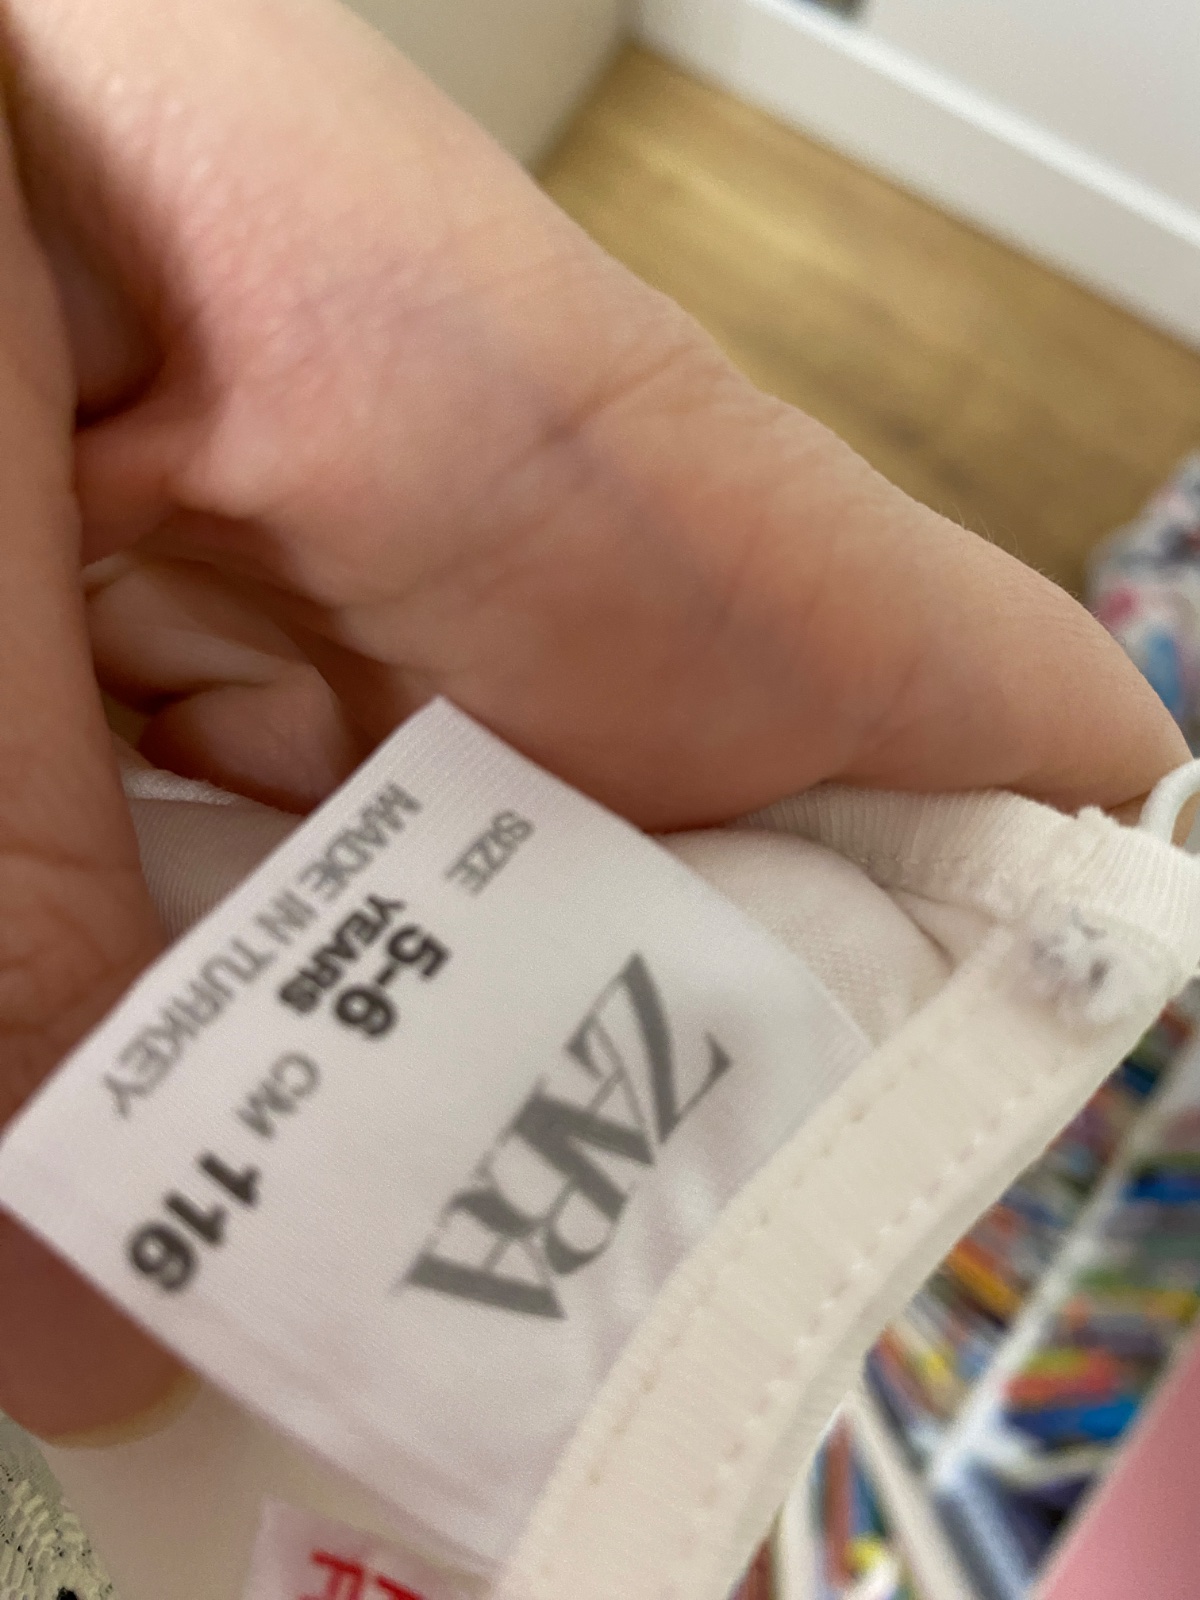 ZARA
SIZE
5-6 CM 116
YEARS
MADE IN TURKEY